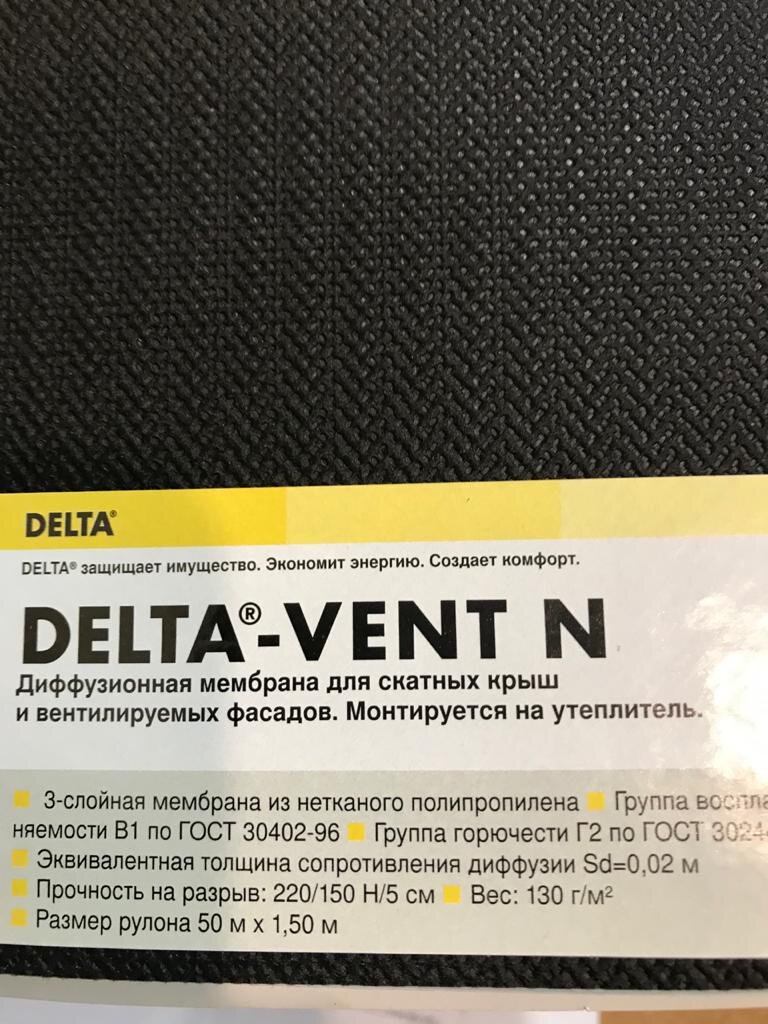 DELTA®
DELTA® защищает имущество. Экономит энергию. Создает комфорт.
DELTA®-VENT N
Диффузионная мембрана для скатных крыш
и вентилируемых фасадов. Монтируется на утеплитель.
3-слойная мембрана из нетканого полипропилена Группа воспла
няемости В1 по ГОСТ 30402-96 Группа горючести Г2 по ГОСТ 30244-
Эквивалентная толщина сопротивления диффузии Sd=0,02 м
Прочность на разрыв: 220/150 Н/5 см Вес: 130 г/м²
Размер рулона 50 м x 1,50 м